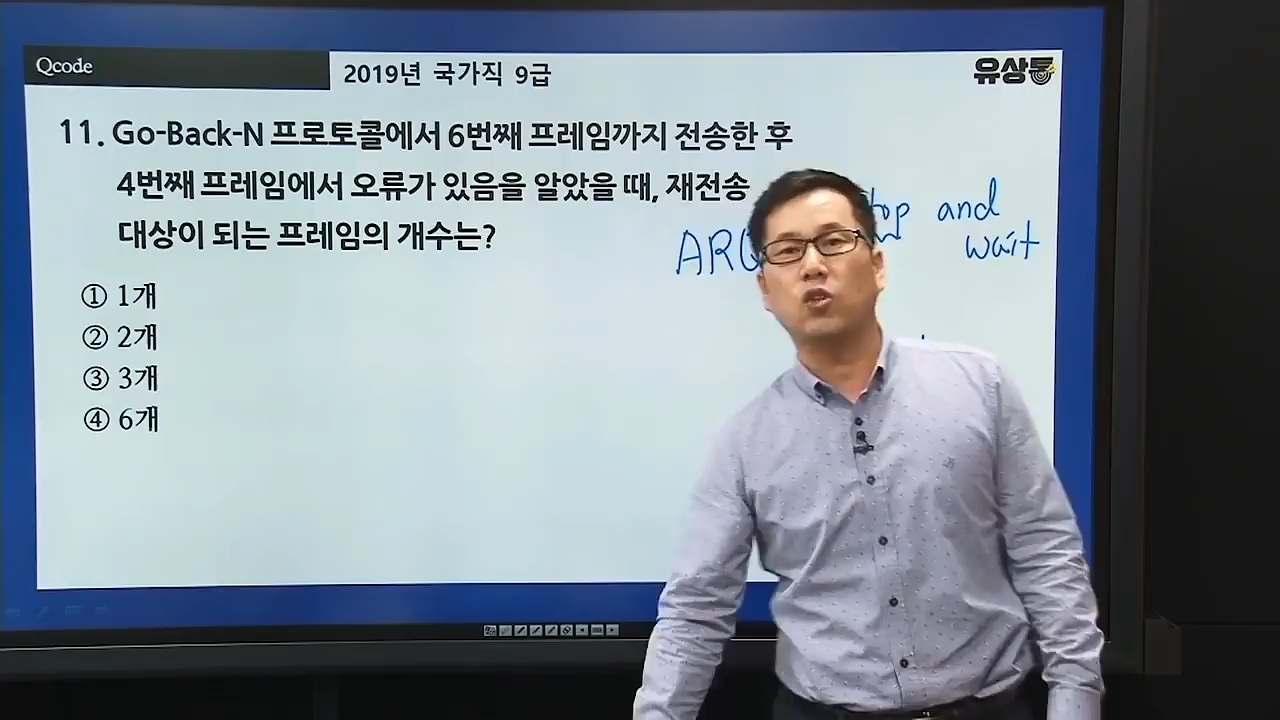 Qcode
2019년 국가직 9급
유상통
11. Go-Back-N 프로토콜에서 6번째 프레임까지 전송한 후
4번째 프레임에서 오류가 있음을 알았을 때, 재전송
대상이 되는 프레임의 개수는?
and
wait
① 1개
② 2개
③ 3개
④ 6개